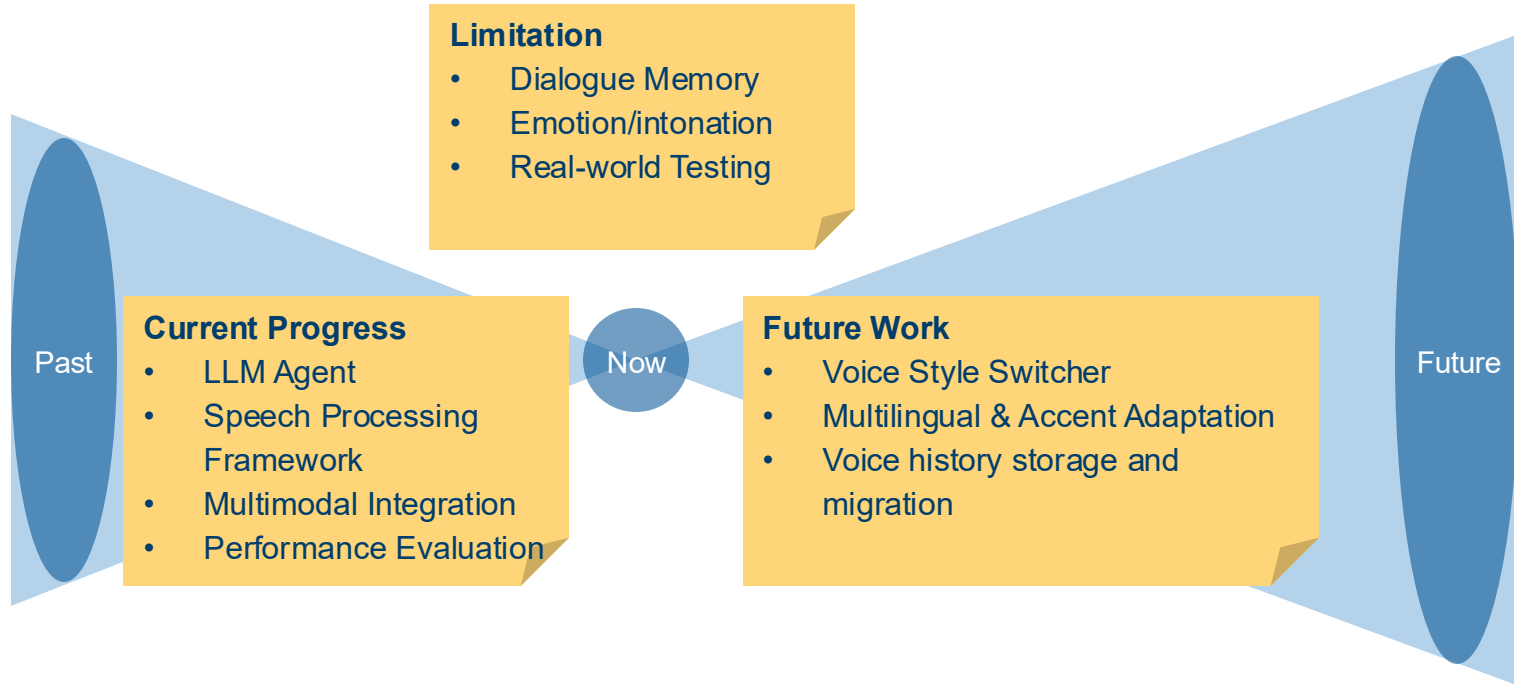 Limitation
• Dialogue Memory
• Emotion/intonation
• Real-world Testing
Past
Current Progress
• LLM Agent
• Speech Processing
Framework
• Multimodal Integration
• Performance Evaluation
Now
Future Work
• Voice Style Switcher
• Multilingual & Accent Adaptation
• Voice history storage and
migration
Future